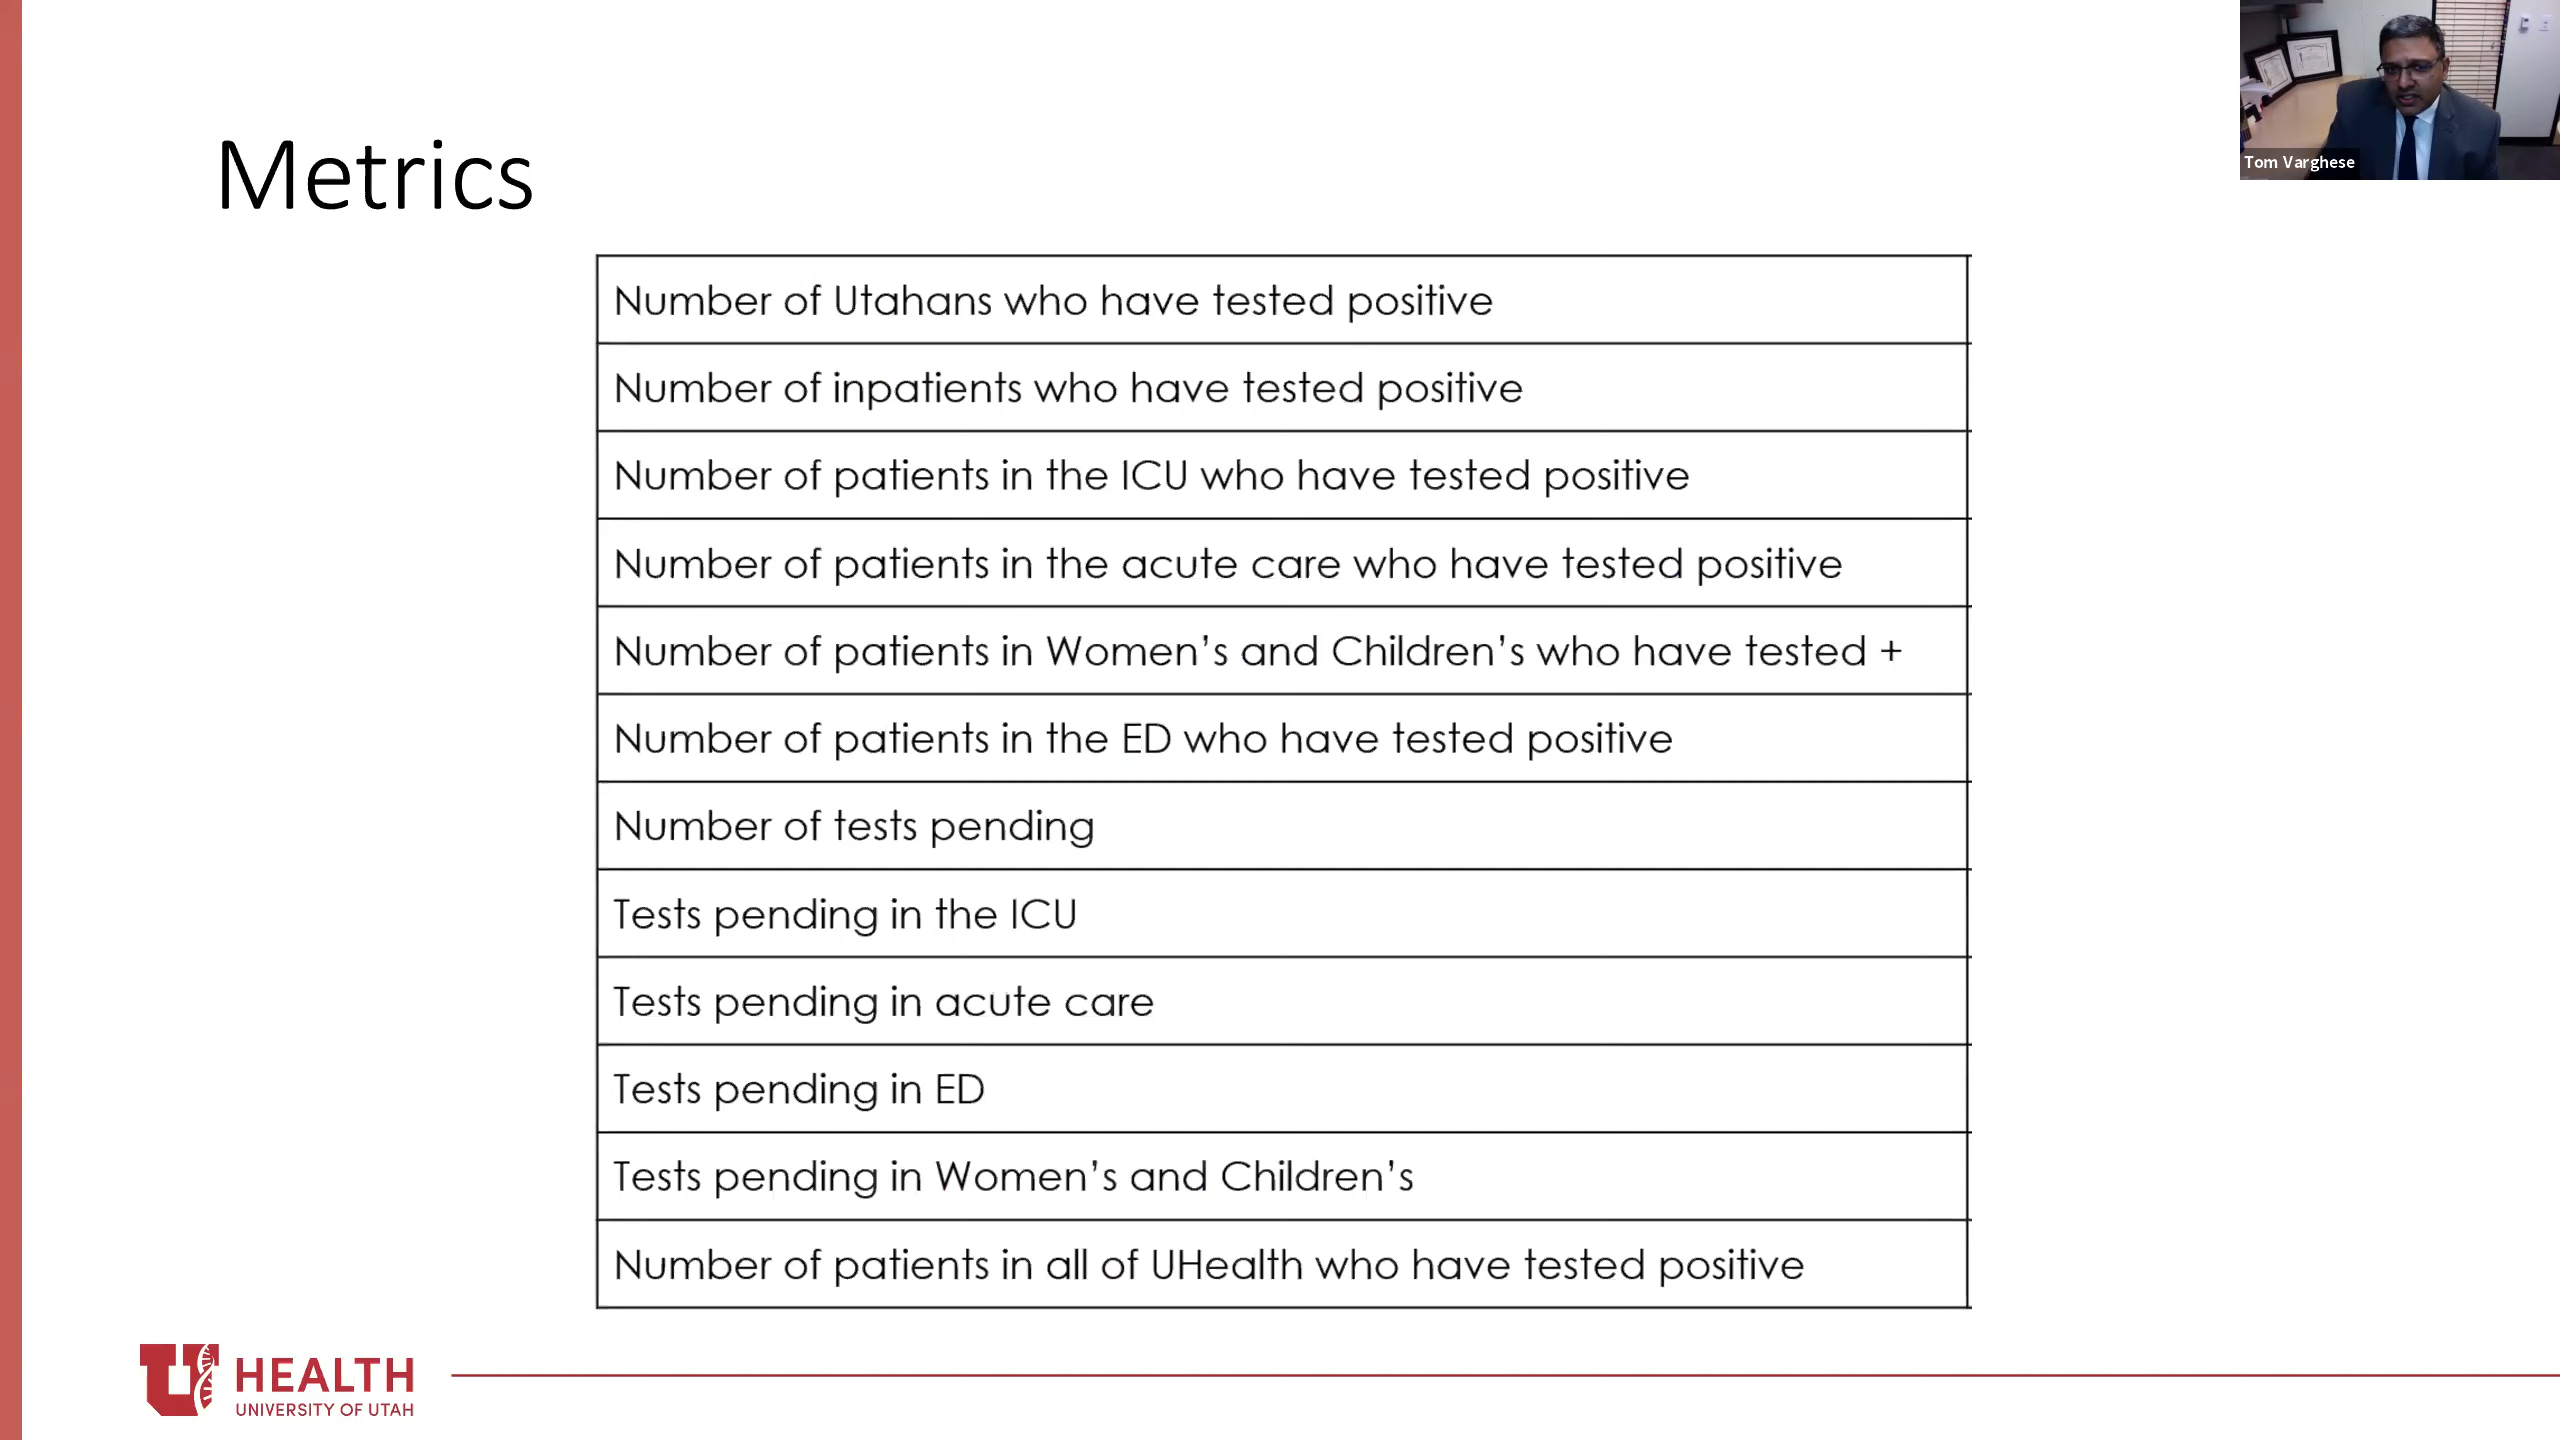 Tom Varghese
Metrics
Number of Utahans who have tested positive
Number of inpatients who have tested positive
Number of patients in the ICU who have tested positive
Number of patients in the acute care who have tested positive
Number of patients in Women’s and Children’s who have tested +
Number of patients in the ED who have tested positive
Number of tests pending
Tests pending in the ICU
Tests pending in acute care
Tests pending in ED
Tests pending in Women’s and Children’s
Number of patients in all of UHealth who have tested positive
U HEALTH
UNIVERSITY OF UTAH